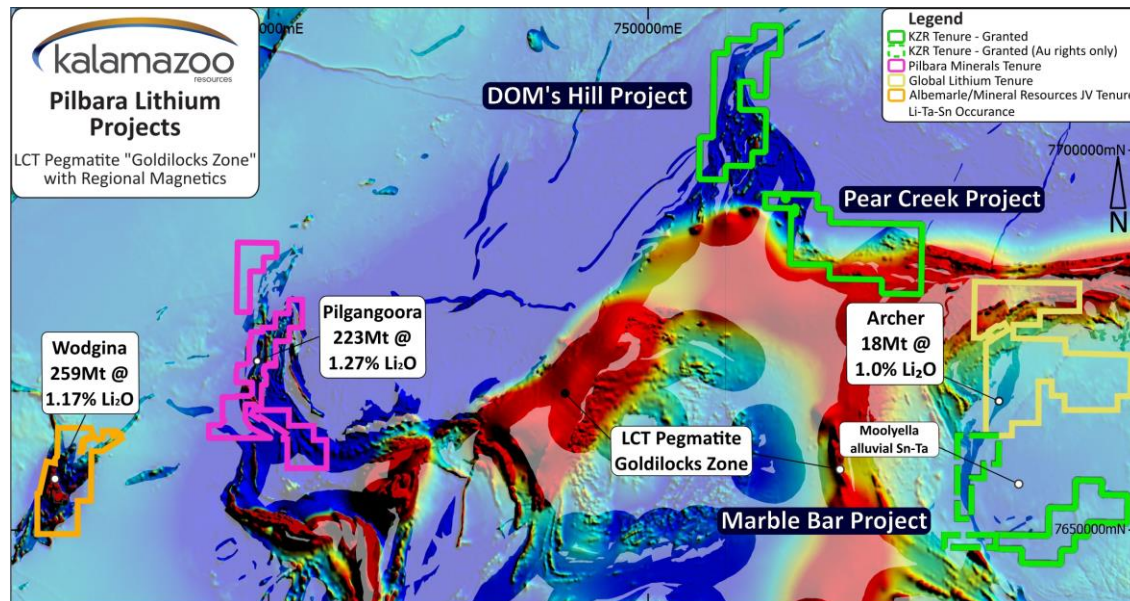 kalamazoo
resources
Pilbara Lithium
Projects
LCT Pegmatite "Goldilocks Zone"
with Regional Magnetics
000mE
750000mE
Legend
KZR Tenure - Granted
KZR Tenure - Granted (Au rights only)
Pilbara Minerals Tenure
Global Lithium Tenure
Albemarle/Mineral Resources JV Tenure
Li-Ta-Sn Occurance
DOM's Hill Project
7700000mN
Pear Creek Project
N
Pilgangoora
223Mt @
1.27% Li₂O
Wodgina
259Mt @
1.17% Li₂O
Archer
18Mt @
1.0% Li₂O
LCT Pegmatite
Goldilocks Zone
Moolyella
alluvial Sn-Ta
Marble Bar Project
7650000mN